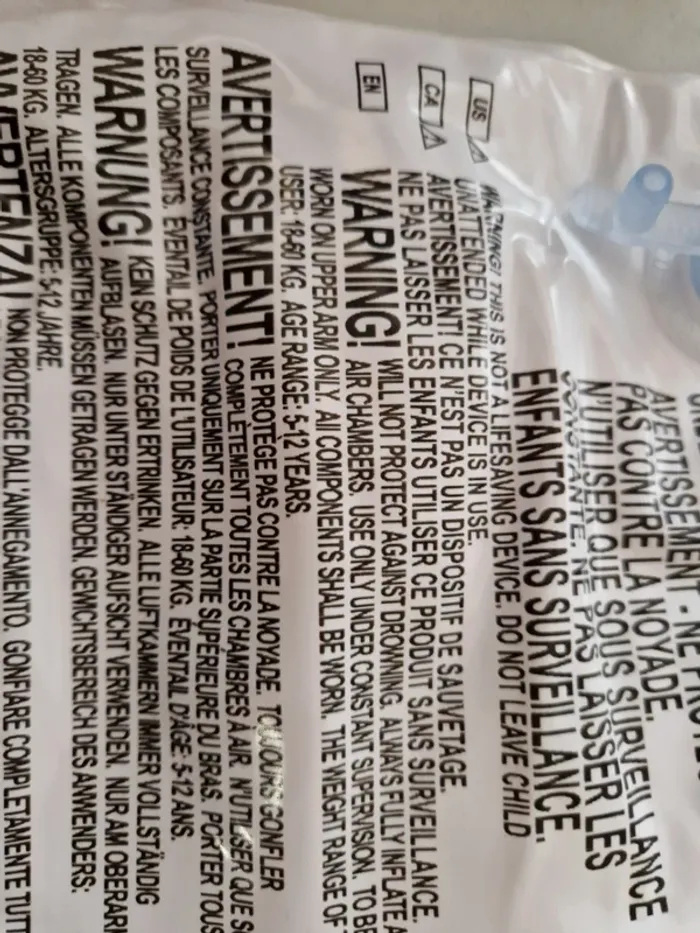 AVERTISSEMENT - NE
PAS CONTRE LA NOYADE.
N'UTILISER QUE SOUS SURVEILLANCE
CONSTANTE. NE PAS LAISSER LES
ENFANTS SANS SURVEILLANCE.
US WARNING! THIS IS NOT A LIFESAVING DEVICE. DO NOT LEAVE CHILD
UNATTENDED WHILE DEVICE IS IN USE.
CA AVERTISSEMENT! CE N'EST PAS UN DISPOSITIF DE SAUVETAGE.
NE PAS LAISSER LES ENFANTS UTILISER CE PRODUIT SANS SURVEILLANCE.
EN WARNING! WILL NOT PROTECT AGAINST DROWNING. ALWAYS FULLY INFLATE
AIR CHAMBERS. USE ONLY UNDER CONSTANT SUPERVISION. TO BE
WORN ON UPPER ARM ONLY. All COMPONENTS SHALL BE WORN. THE WEIGHT RANGE OF
USER: 18-60 KG. AGE RANGE: 5-12 YEARS.
AVERTISSEMENT! NE PROTÈGE PAS CONTRE LA NOYADE. TOUJOURS GONFLER
COMPLÈTEMENT TOUTES LES CHAMBRES À AIR. N'UTILISER QUE
SURVEILLANCE CONSTANTE. PORTER UNIQUEMENT SUR LA PARTIE SUPÉRIEURE DU BRAS. PORTER TOUS
LES COMPOSANTS. ÉVENTAIL DE POIDS DE L'UTILISATEUR: 18-60 KG. ÉVENTAIL D'ÂGE: 5-12 ANS.
WARNUNG! KEIN SCHUTZ GEGEN ERTRINKEN. ALLE LUFTKAMMERN IMMER VOLLSTÄNDIG
AUFBLASEN. NUR UNTER STÄNDIGER AUFSICHT VERWENDEN. NUR AM OBERARM
TRAGEN. ALLE KOMPONENTEN MÜSSEN GETRAGEN WERDEN. GEWICHTSBEREICH DES ANWENDERS:
18-60 KG. ALTERSGRUPPE: 5-12 JAHRE.
AVVERTENZA! NON PROTEGGE DALL'ANNEGAMENTO. GONFIARE COMPLETAMENTE